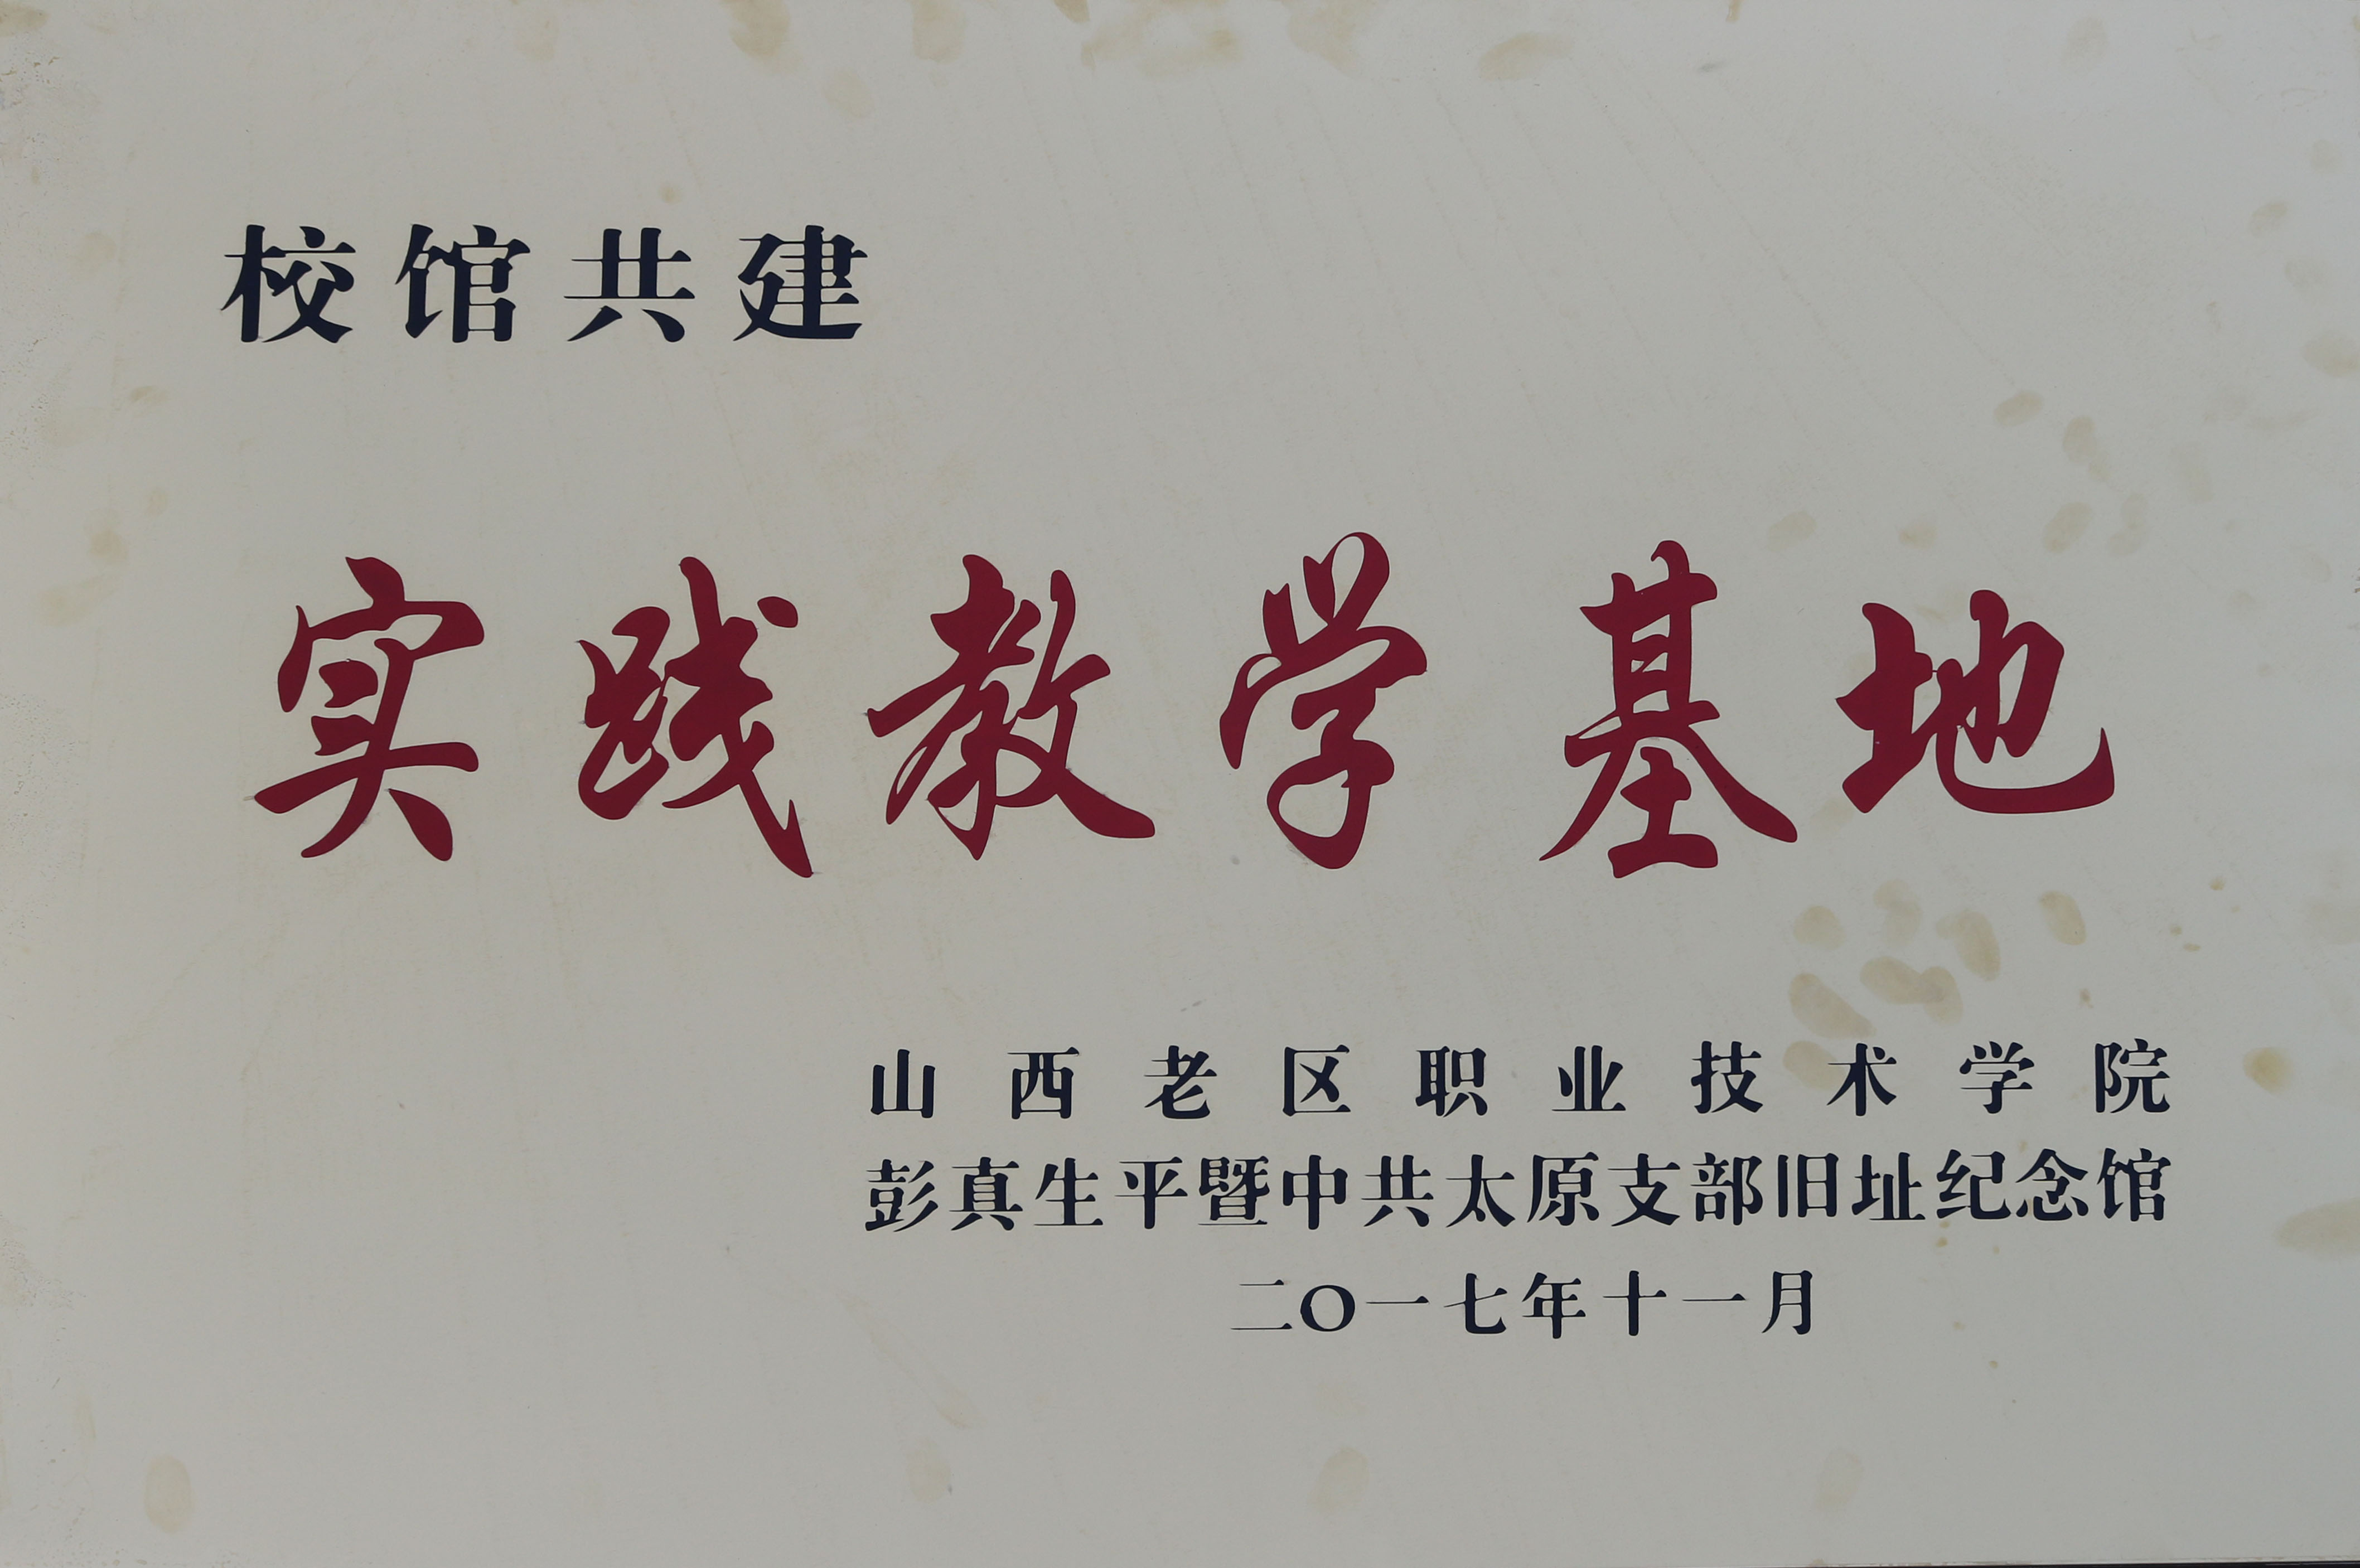 校馆共建
实践教学基地
山西老区职业技术学院
彭真生平暨中共太原支部旧址纪念馆
二〇一七年十一月